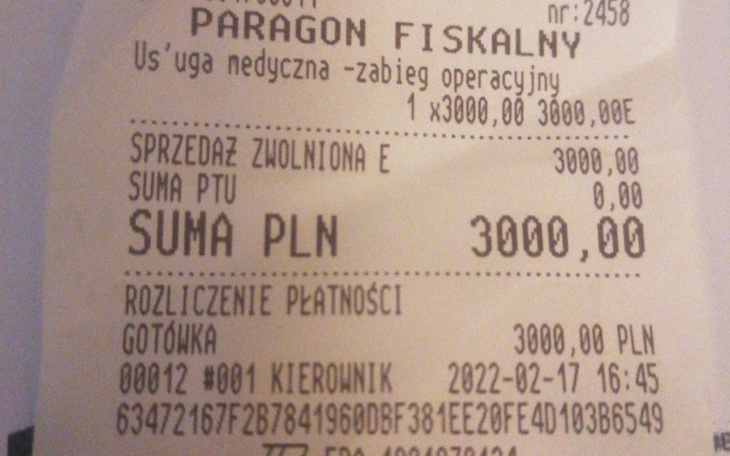 nr:2458
PARAGON FISKALNY
Us'uga medyczna -zabieg operacyjny
1 x3000,00 3000,00E
SPRZEDAŻ ZWOLNIONA E 3000,00
SUMA PTU 0,00
SUMA PLN 3000,00
ROZLICZENIE PŁATNOŚCI
GOTÓWKA 3000,00 PLN
00012 #001 KIEROWNIK 2022-02-17 16:45
63472167F2B7841960DBF381EE20FE4D103B6549